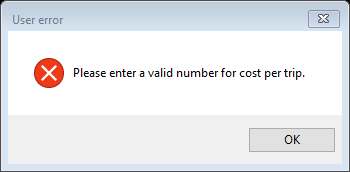 User error
Please enter a valid number for cost per trip.
OK